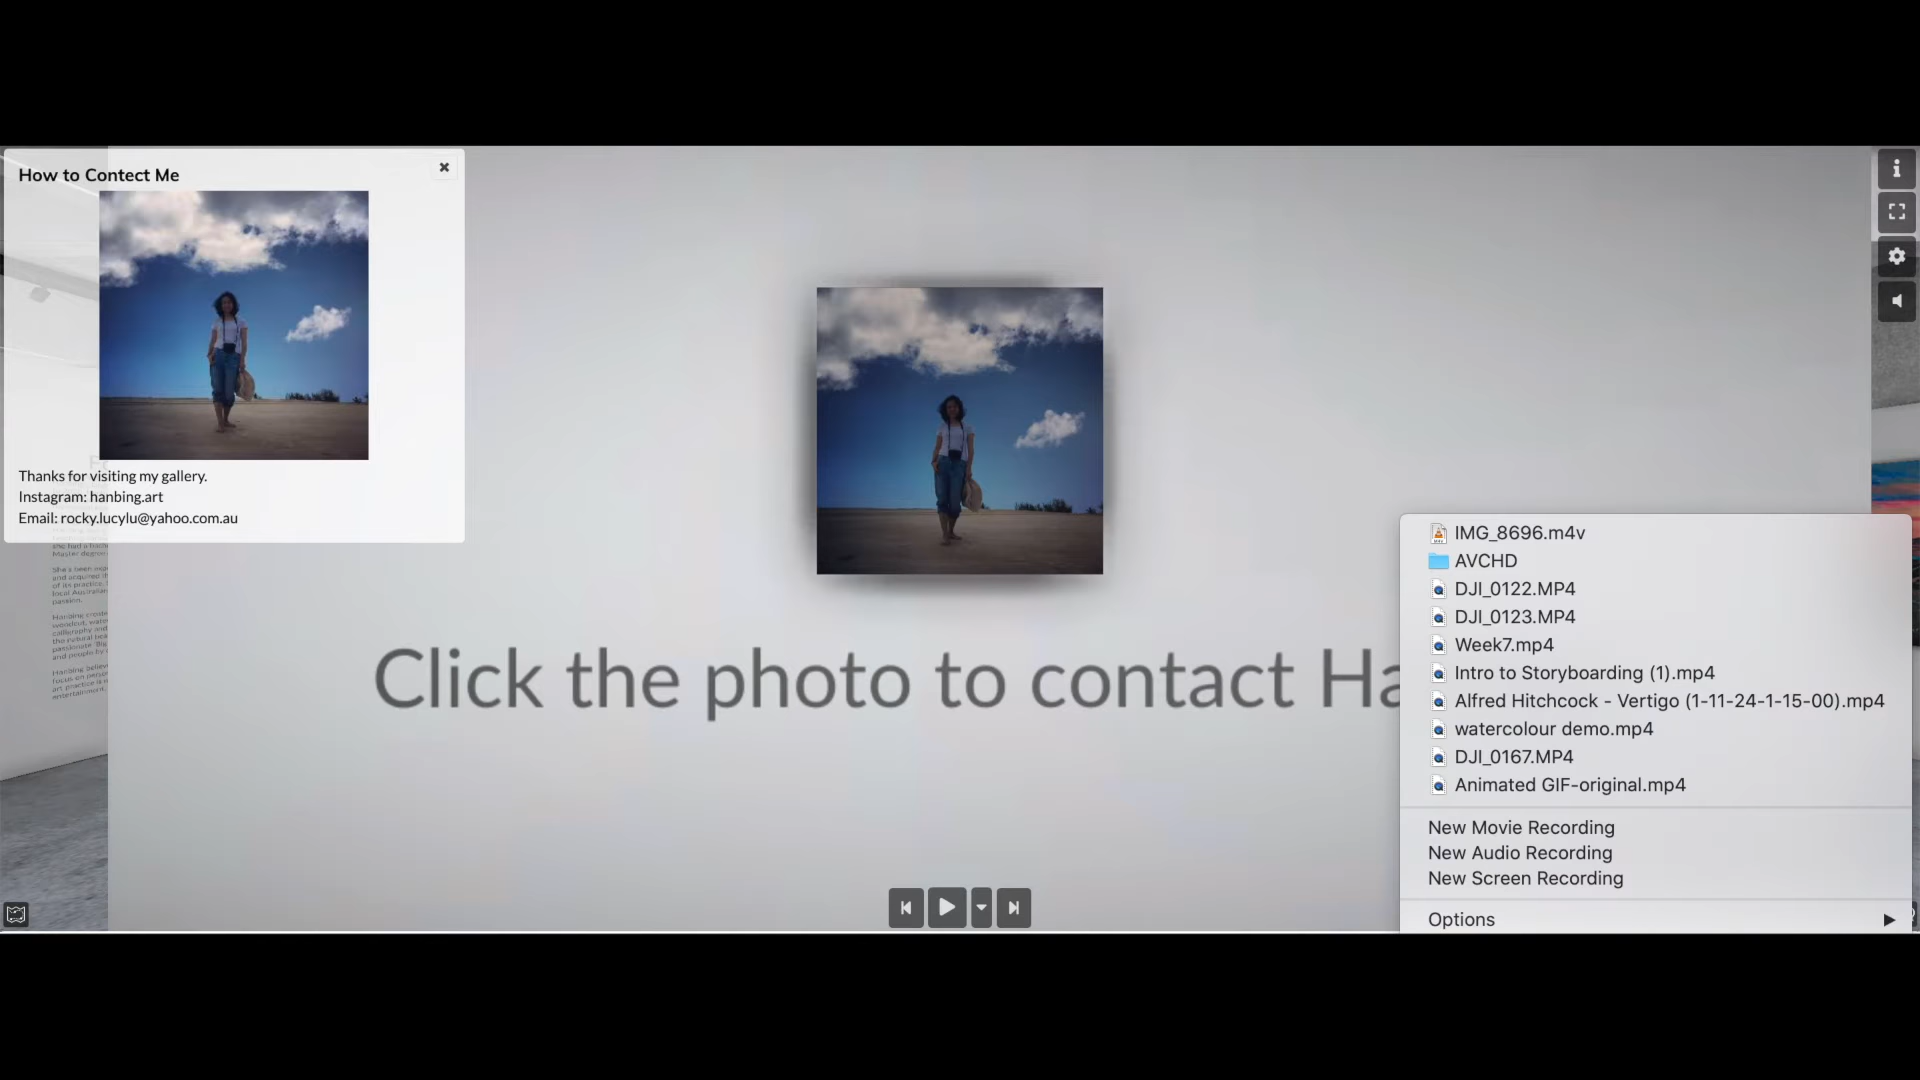 How to Contect Me
Thanks for visiting my gallery.
Instagram: hanbing.art
Email: rocky.lucylu@yahoo.com.au
Click the photo to contact Ha
IMG_8696.m4v
AVCHD
DJI_0122.MP4
DJI_0123.MP4
Week7.mp4
Intro to Storyboarding (1).mp4
Alfred Hitchcock - Vertigo (1-11-24-1-15-00).mp4
watercolour demo.mp4
DJI_0167.MP4
Animated GIF-original.mp4
New Movie Recording
New Audio Recording
New Screen Recording
Options